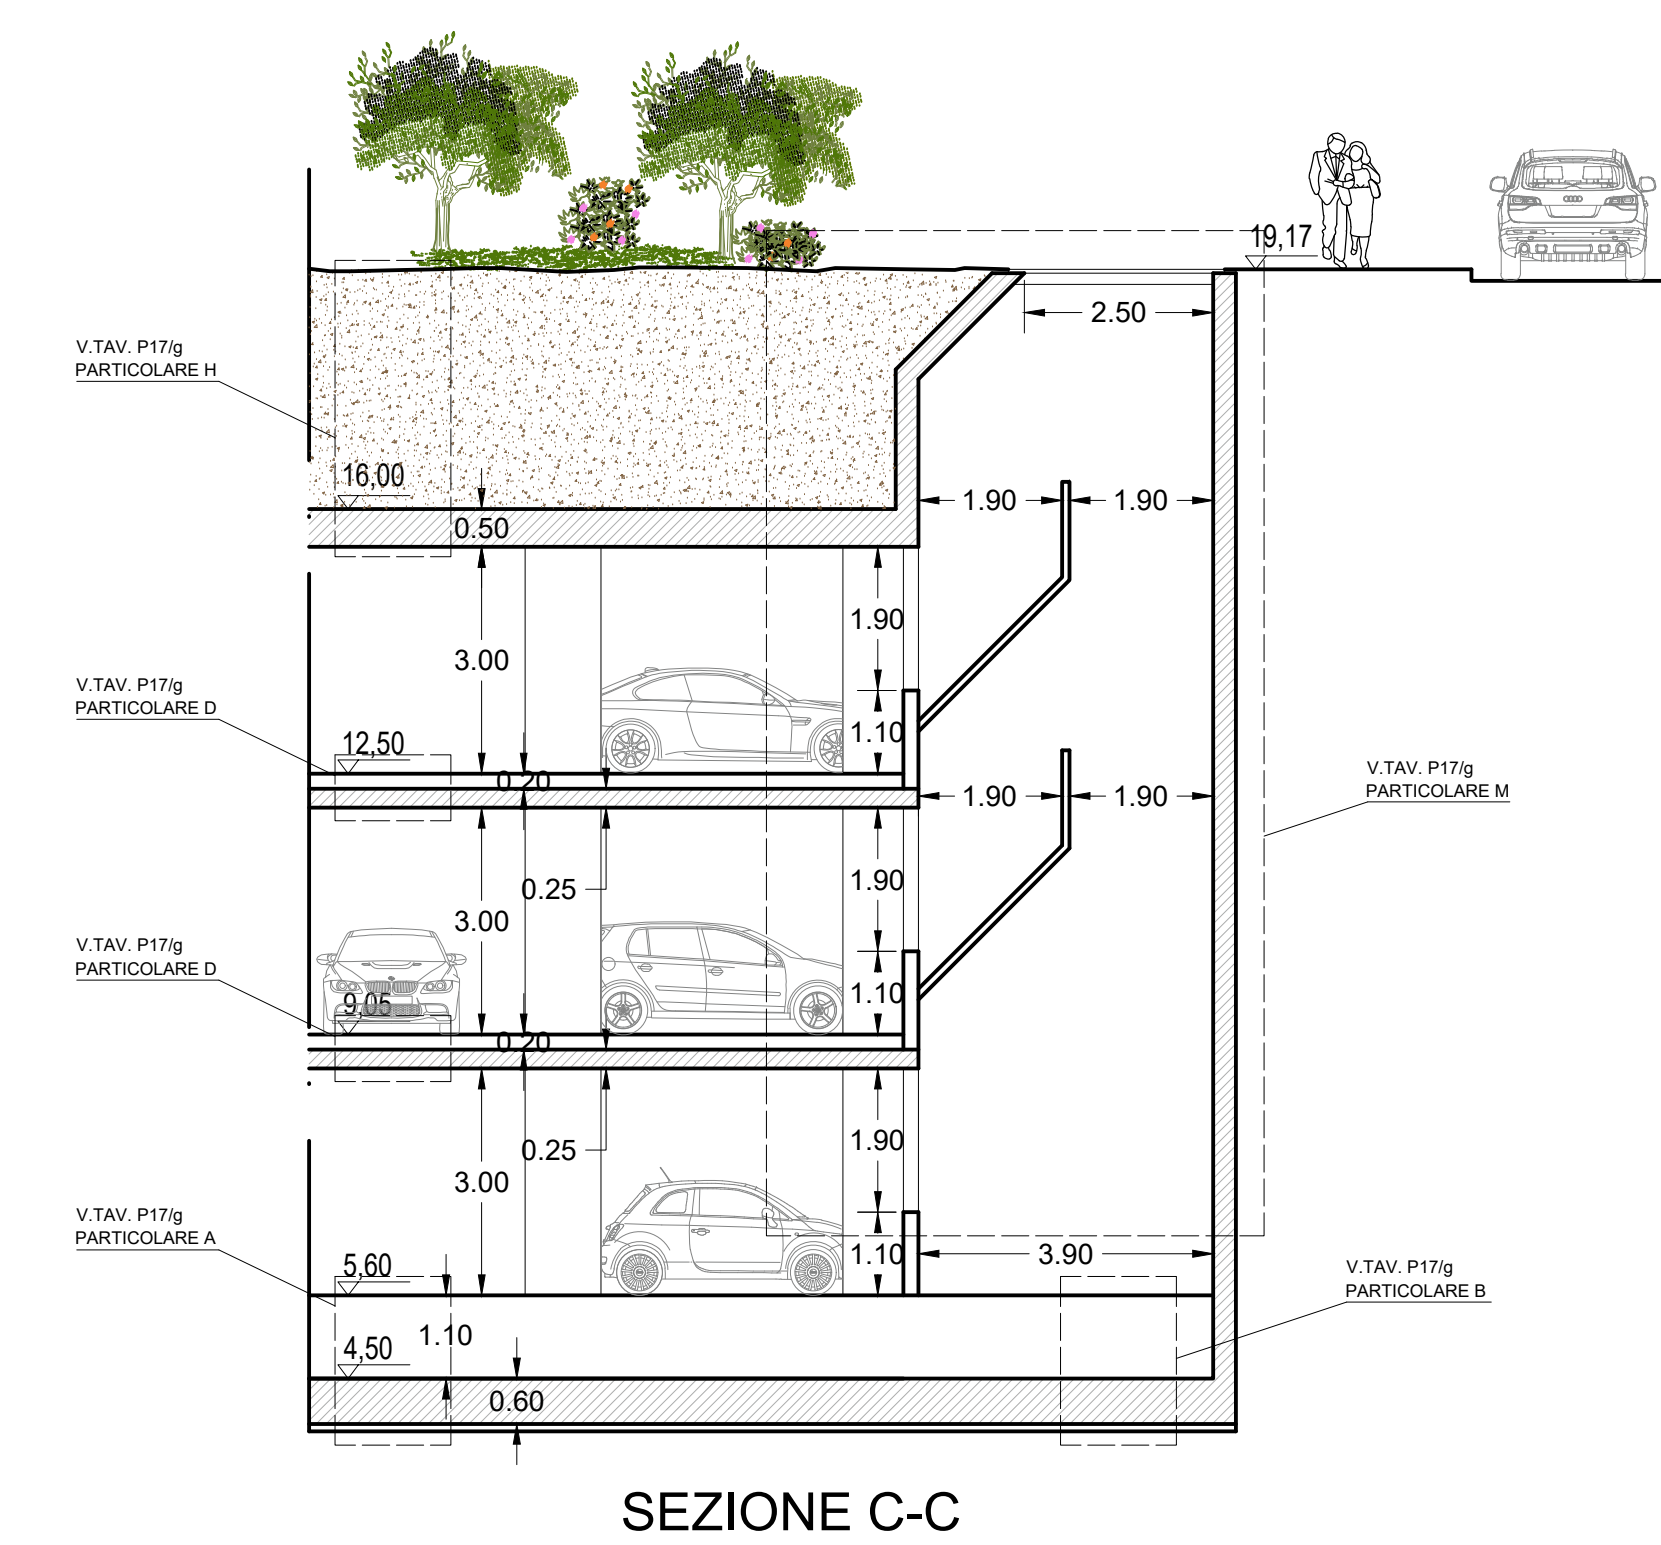 19,17
2.50
V.TAV. P17/g
PARTICOLARE H
16,00
0.50
1.90
1.90
3.00
1.90
1.10
V.TAV. P17/g
PARTICOLARE D
12,50
0.20
1.90
1.90
V.TAV. P17/g
PARTICOLARE M
0.25
3.00
1.90
1.10
V.TAV. P17/g
PARTICOLARE D
9,05
0.20
0.25
3.00
1.90
1.10
3.90
V.TAV. P17/g
PARTICOLARE A
5,60
V.TAV. P17/g
PARTICOLARE B
1.10
4,50
0.60
SEZIONE C-C